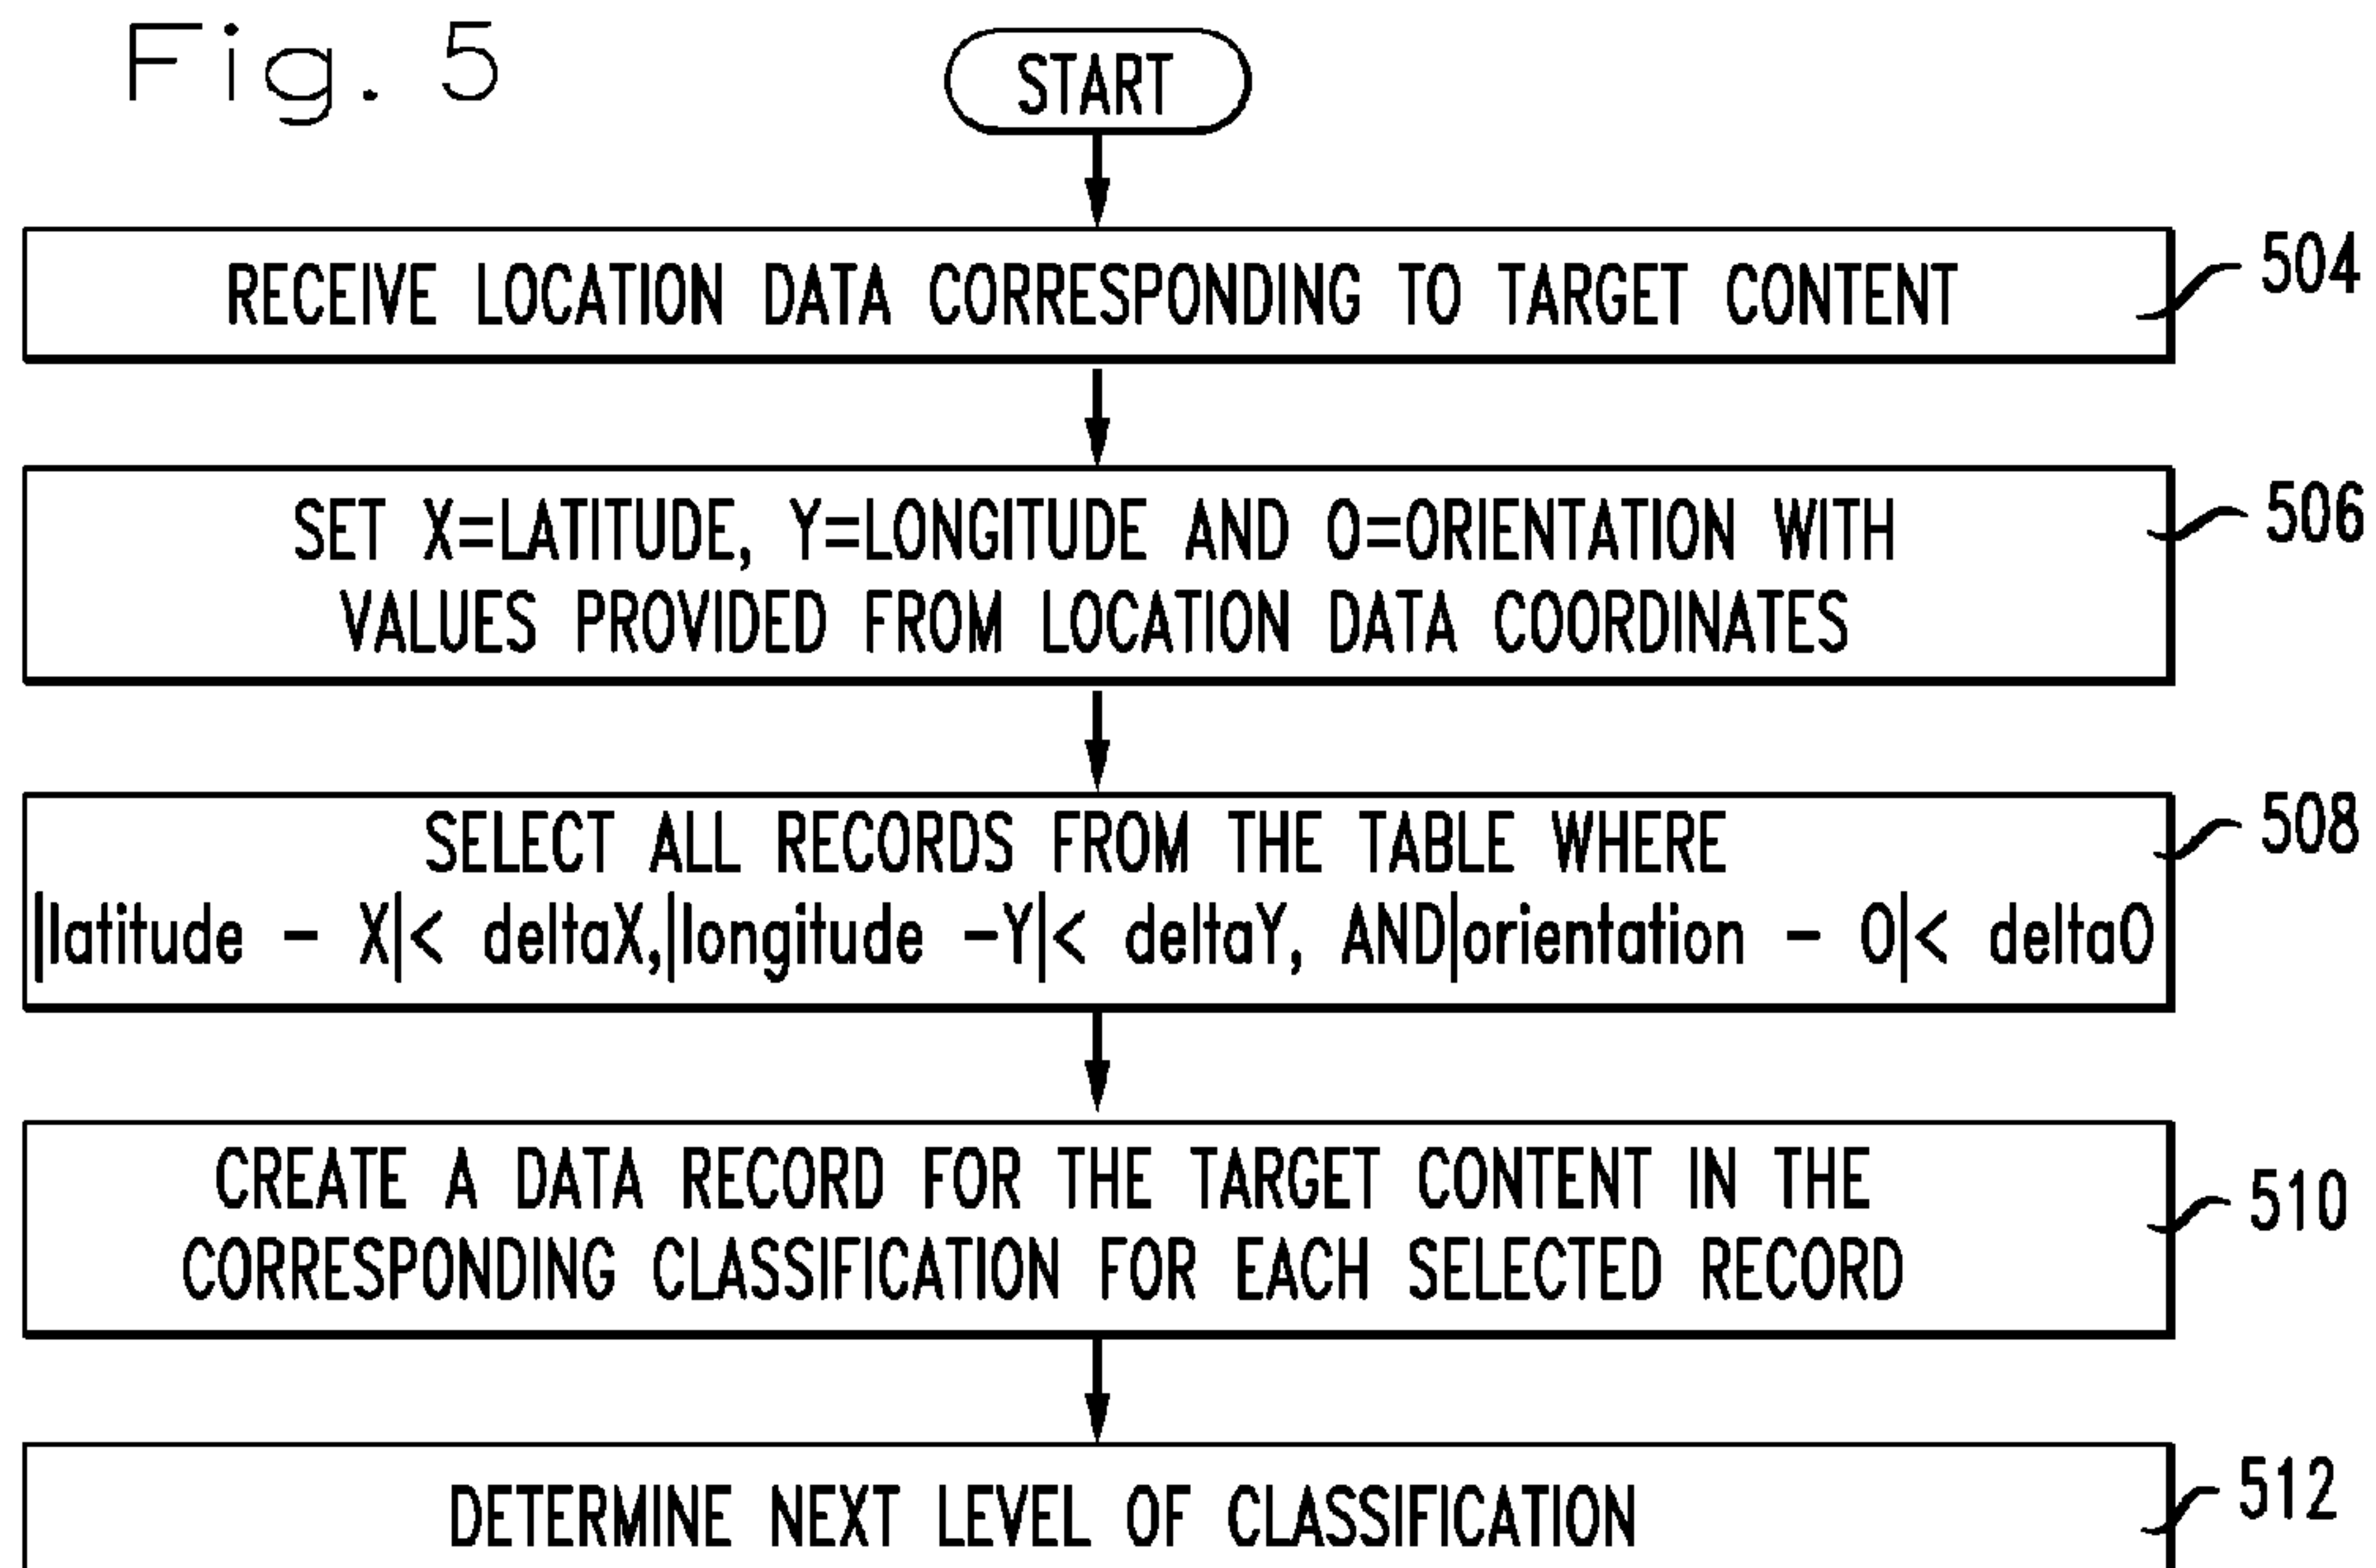 Fig. 5
START
RECEIVE LOCATION DATA CORRESPONDING TO TARGET CONTENT
504
SET X=LATITUDE, Y=LONGITUDE AND O=ORIENTATION WITH
VALUES PROVIDED FROM LOCATION DATA COORDINATES
506
SELECT ALL RECORDS FROM THE TABLE WHERE
|latitude - X|< deltaX,|longitude -Y|< deltaY, AND|orientation - O|< deltaO
508
CREATE A DATA RECORD FOR THE TARGET CONTENT IN THE
CORRESPONDING CLASSIFICATION FOR EACH SELECTED RECORD
510
DETERMINE NEXT LEVEL OF CLASSIFICATION
512